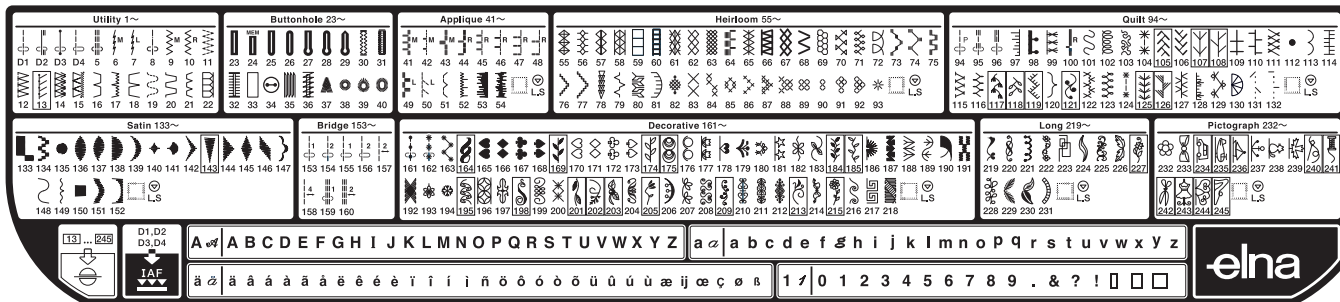 Utility 1~
D1 D2 D3 D4 5 6 7 8 9 10 11
12 13 14 15 16 17 18 19 20 21 22
Buttonhole 23~
MEM
23 24 25 26 27 28 29 30 31
32 33 34 35 36 37 38 39 40
Applique 41~
M M M R R R R R
41 42 43 44 45 46 47 48
L
49 50 51 52 53 54 L.S
Heirloom 55~
55 56 57 58 59 60 61 62 63 64 65 66 67 68 69 70 71 72 73 74 75
76 77 78 79 80 81 82 83 84 85 86 87 88 89 90 91 92 93 L.S
Quilt 94~
94 95 96 97 98 99 100 101 102 103 104 105 106 107 108 109 110 111 112 113 114
115 116 117 118 119 120 121 122 123 124 125 126 127 128 129 130 131 132 L.S
Satin 133~
133 134 135 136 137 138 139 140 141 142 143 144 145 146 147
148 149 150 151 152 L.S
Bridge 153~
1 1 1 2 2
153 154 155 156 157
4 1 2
158 159 160
Decorative 161~
161 162 163 164 165 166 167 168 169 170 171 172 173 174 175 176 177 178 179 180 181 182 183 184 185 186 187 188 189 190 191
192 193 194 195 196 197 198 199 200 201 202 203 204 205 206 207 208 209 210 211 212 213 214 215 216 217 218 L.S
Long 219~
219 220 221 222 223 224 225 226 227
228 229 230 231 L.S
Pictograph 232~
232 233 234 235 236 237 238 239 240 241
242 243 244 245 L.S
13 ... 245
D1,D2
D3,D4
IAF
A A A B C D E F G H I J K L M N O P Q R S T U V W X Y Z
a a a b c d e f g h i j k l m n o p q r s t u v w x y z
ä ä ä â á à ã å ë ê é è ï î í ì ñ ö ô ó ò õ ü û ú ù æ ij œ ç ø ß
1 1 0 1 2 3 4 5 6 7 8 9 . & ? !
elna